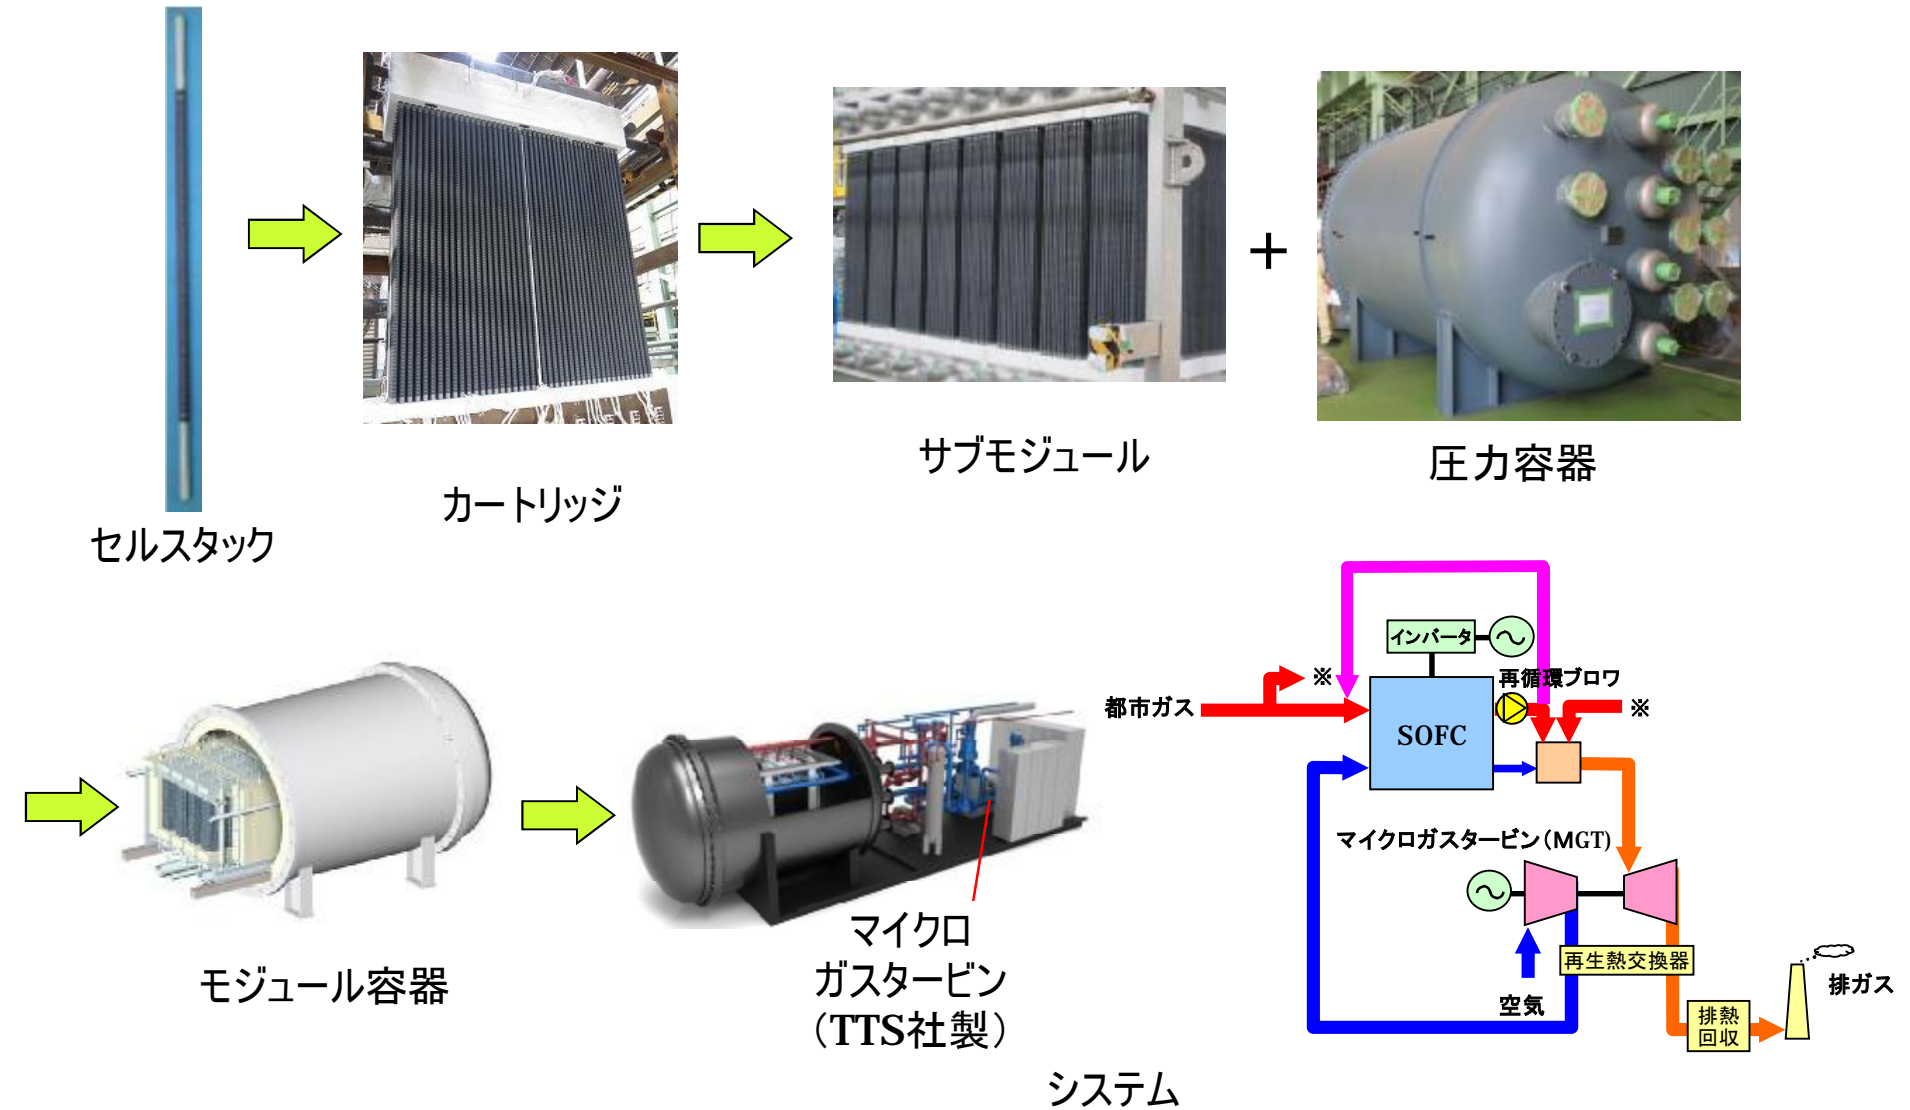 セルスタック
カートリッジ
サブモジュール
＋
圧力容器
モジュール容器
マイクロ
ガスタービン
（TTS社製）
システム
インバータ
※
再循環ブロワ
都市ガス
※
SOFC
マイクロガスタービン（MGT）
再生熱交換器
空気
排熱
回収
排ガス